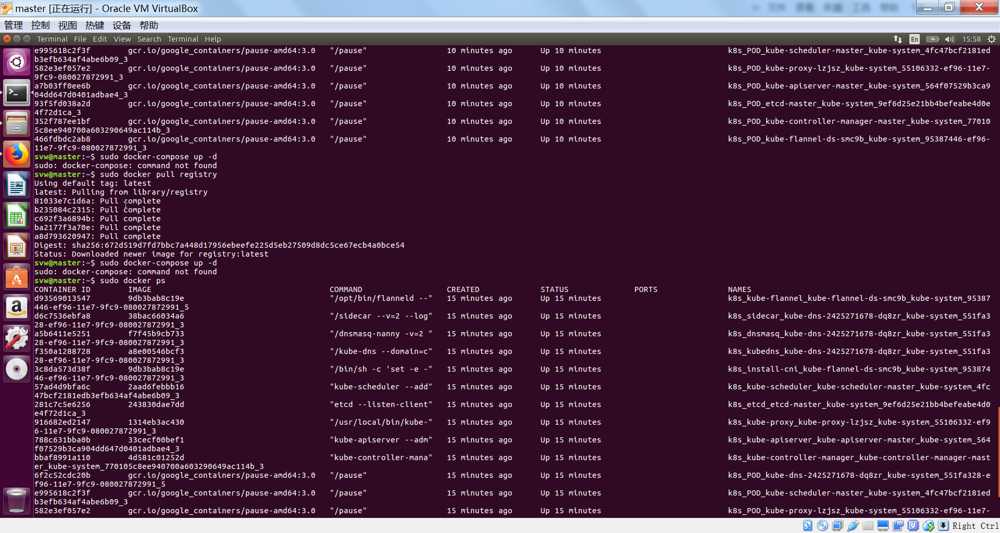 master [正在运行] - Oracle VM VirtualBox
管理 控制 视图 热键 设备 帮助
Terminal File Edit View Search Terminal Help En 15:58
e995618c2f3f gcr.io/google_containers/pause-amd64:3.0 "/pause" 10 minutes ago Up 10 minutes k8s_POD_kube-scheduler-master_kube-system_4fc47bcf2181ed
b3efb634af4abe6b09_3
582e3ef057e2 gcr.io/google_containers/pause-amd64:3.0 "/pause" 10 minutes ago Up 10 minutes k8s_POD_kube-proxy-lzjsz_kube-system_55106332-ef96-11e7-
9fc9-080027872991_3
a7b03ff0ee6b gcr.io/google_containers/pause-amd64:3.0 "/pause" 10 minutes ago Up 10 minutes k8s_POD_kube-apiserver-master_kube-system_564f07529b3ca9
04dd647d0401adbae4_3
93f5fd038a2d gcr.io/google_containers/pause-amd64:3.0 "/pause" 10 minutes ago Up 10 minutes k8s_POD_etcd-master_kube-system_9ef6d25e21bb4befeabe4d0e
4f72d1ca_3
352f787ee1bf gcr.io/google_containers/pause-amd64:3.0 "/pause" 10 minutes ago Up 10 minutes k8s_POD_kube-controller-manager-master_kube-system_77010
5c8ee940700a603290649ac114b_3
466fdbdc2ab8 gcr.io/google_containers/pause-amd64:3.0 "/pause" 10 minutes ago Up 10 minutes k8s_POD_kube-flannel-ds-smc9b_kube-system_95387446-ef96-
11e7-9fc9-080027872991_3
svw@master:~$ sudo docker-compose up -d
sudo: docker-compose: command not found
svw@master:~$ sudo docker pull registry
Using default tag: latest
latest: Pulling from library/registry
81033e7c1d6a: Pull complete
b235084c2315: Pull complete
c692f3a6894b: Pull complete
ba2177f3a70e: Pull complete
a8d793620947: Pull complete
Digest: sha256:672d519d7fd7bbc7a448d17956ebeefe225d5eb27509d8dc5ce67ecb4a0bce54
Status: Downloaded newer image for registry:latest
svw@master:~$ sudo docker-compose up -d
sudo: docker-compose: command not found
svw@master:~$ sudo docker ps
CONTAINER ID IMAGE COMMAND CREATED STATUS PORTS NAMES
d93569013547 9db3bab8c19e "/opt/bin/flanneld --" 15 minutes ago Up 15 minutes k8s_kube-flannel_kube-flannel-ds-smc9b_kube-system_95387
446-ef96-11e7-9fc9-080027872991_5
d6c7536ebfa8 38bac66034a6 "/sidecar --v=2 --log" 15 minutes ago Up 15 minutes k8s_sidecar_kube-dns-2425271678-dq8zr_kube-system_551fa3
28-ef96-11e7-9fc9-080027872991_3
a5b6411e5251 f7f45b9cb733 "/dnsmasq-nanny -v=2 " 15 minutes ago Up 15 minutes k8s_dnsmasq_kube-dns-2425271678-dq8zr_kube-system_551fa3
28-ef96-11e7-9fc9-080027872991_3
f350a1288728 a8e00546bcf3 "/kube-dns --domain=c" 15 minutes ago Up 15 minutes k8s_kubedns_kube-dns-2425271678-dq8zr_kube-system_551fa3
28-ef96-11e7-9fc9-080027872991_3
3c8da573d38f 9db3bab8c19e "/bin/sh -c 'set -e -" 15 minutes ago Up 15 minutes k8s_install-cni_kube-flannel-ds-smc9b_kube-system_953874
46-ef96-11e7-9fc9-080027872991_3
57ad4d9bfa6c 2aad6febbb16 "kube-scheduler --add" 15 minutes ago Up 15 minutes k8s_kube-scheduler_kube-scheduler-master_kube-system_4fc
47bcf2181edb3efb634af4abe6b09_3
281c7c5e6256 243830dae7dd "etcd --listen-client" 15 minutes ago Up 15 minutes k8s_etcd_etcd-master_kube-system_9ef6d25e21bb4befeabe4d0
e4f72d1ca_3
916682ed2147 1314eb3ac430 "/usr/local/bin/kube-" 15 minutes ago Up 15 minutes k8s_kube-proxy_kube-proxy-lzjsz_kube-system_55106332-ef9
6-11e7-9fc9-080027872991_3
788c631bba0b 33cecf00bef1 "kube-apiserver --adm" 15 minutes ago Up 15 minutes k8s_kube-apiserver_kube-apiserver-master_kube-system_564
f07529b3ca904dd647d0401adbae4_3
bbaf8991a110 4d581c01252d "kube-controller-mana" 15 minutes ago Up 15 minutes k8s_kube-controller-manager_kube-controller-manager-mast
er_kube-system_770105c8ee940700a603290649ac114b_3
6f2c52cdc20b gcr.io/google_containers/pause-amd64:3.0 "/pause" 15 minutes ago Up 15 minutes k8s_POD_kube-dns-2425271678-dq8zr_kube-system_551fa328-e
f96-11e7-9fc9-080027872991_5
e995618c2f3f gcr.io/google_containers/pause-amd64:3.0 "/pause" 15 minutes ago Up 15 minutes k8s_POD_kube-scheduler-master_kube-system_4fc47bcf2181ed
b3efb634af4abe6b09_3
582e3ef057e2 gcr.io/google_containers/pause-amd64:3.0 "/pause" 15 minutes ago Up 15 minutes k8s_POD_kube-proxy-lzjsz_kube-system_55106332-ef96-11e7-
Right Ctrl